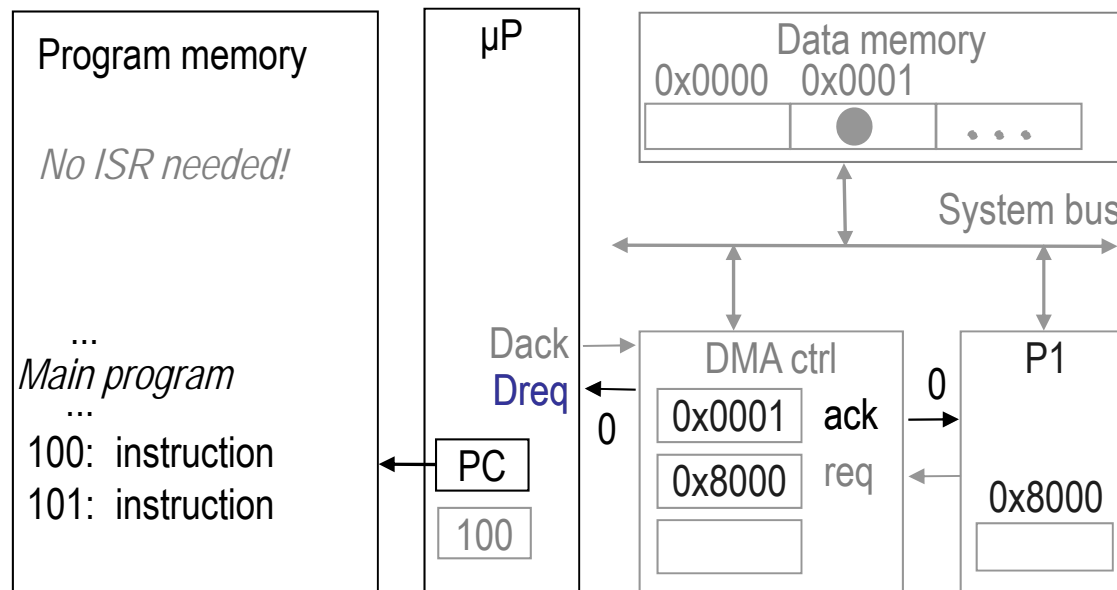 Program memory
No ISR needed!
...
Main program
...
100: instruction
101: instruction
µP
Dack
Dreq
PC
100
Data memory
0x0000 0x0001
...
System bus
DMA ctrl
0
0x0001 ack
0x8000 req
0
P1
0x8000